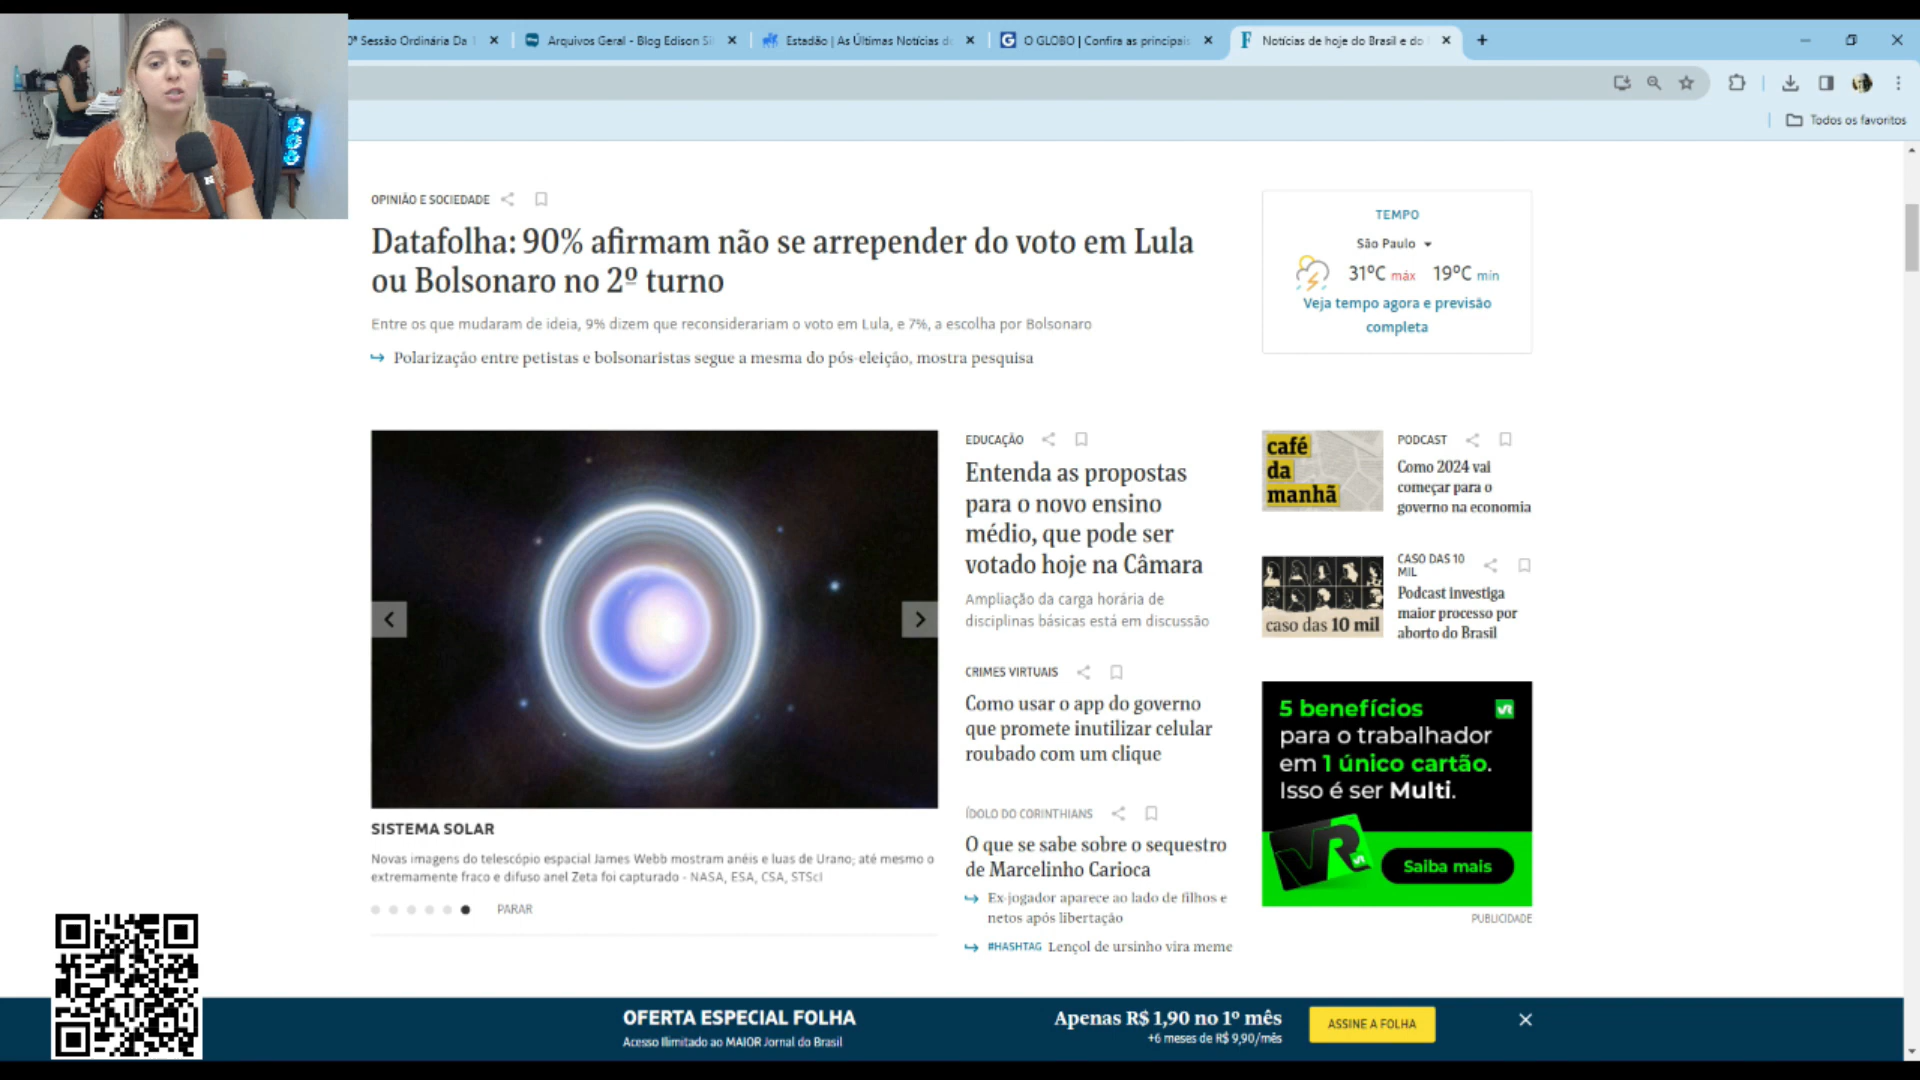 0ª Sessão Ordinária Da
Arquivos Geral - Blog Edison Si
Estadão | As Últimas Notícias d
O GLOBO | Confira as principais
Notícias de hoje do Brasil e do
Todos os favoritos
OPINIÃO E SOCIEDADE
Datafolha: 90% afirmam não se arrepender do voto em Lula
ou Bolsonaro no 2º turno
Entre os que mudaram de ideia, 9% dizem que reconsiderariam o voto em Lula, e 7%, a escolha por Bolsonaro
Polarização entre petistas e bolsonaristas segue a mesma do pós-eleição, mostra pesquisa
TEMPO
São Paulo
31ºC máx 19ºC min
Veja tempo agora e previsão
completa
SISTEMA SOLAR
Novas imagens do telescópio espacial James Webb mostram anéis e luas de Urano; até mesmo o
extremamente fraco e difuso anel Zeta foi capturado - NASA, ESA, CSA, STScI
PARAR
EDUCAÇÃO
Entenda as propostas
para o novo ensino
médio, que pode ser
votado hoje na Câmara
Ampliação da carga horária de
disciplinas básicas está em discussão
CRIMES VIRTUAIS
Como usar o app do governo
que promete inutilizar celular
roubado com um clique
ÍDOLO DO CORINTHIANS
O que se sabe sobre o sequestro
de Marcelinho Carioca
Ex-jogador aparece ao lado de filhos e
netos após libertação
#HASHTAG Lençol de ursinho vira meme
café
da
manhã
PODCAST
Como 2024 vai
começar para o
governo na economia
caso das 10 mil
CASO DAS 10
MIL
Podcast investiga
maior processo por
aborto do Brasil
5 benefícios
para o trabalhador
em 1 único cartão.
Isso é ser Multi.
VR
VR
Saiba mais
PUBLICIDADE
OFERTA ESPECIAL FOLHA
Acesso Ilimitado ao MAIOR Jornal do Brasil
Apenas R$ 1,90 no 1º mês
+6 meses de R$ 9,90/mês
ASSINE A FOLHA